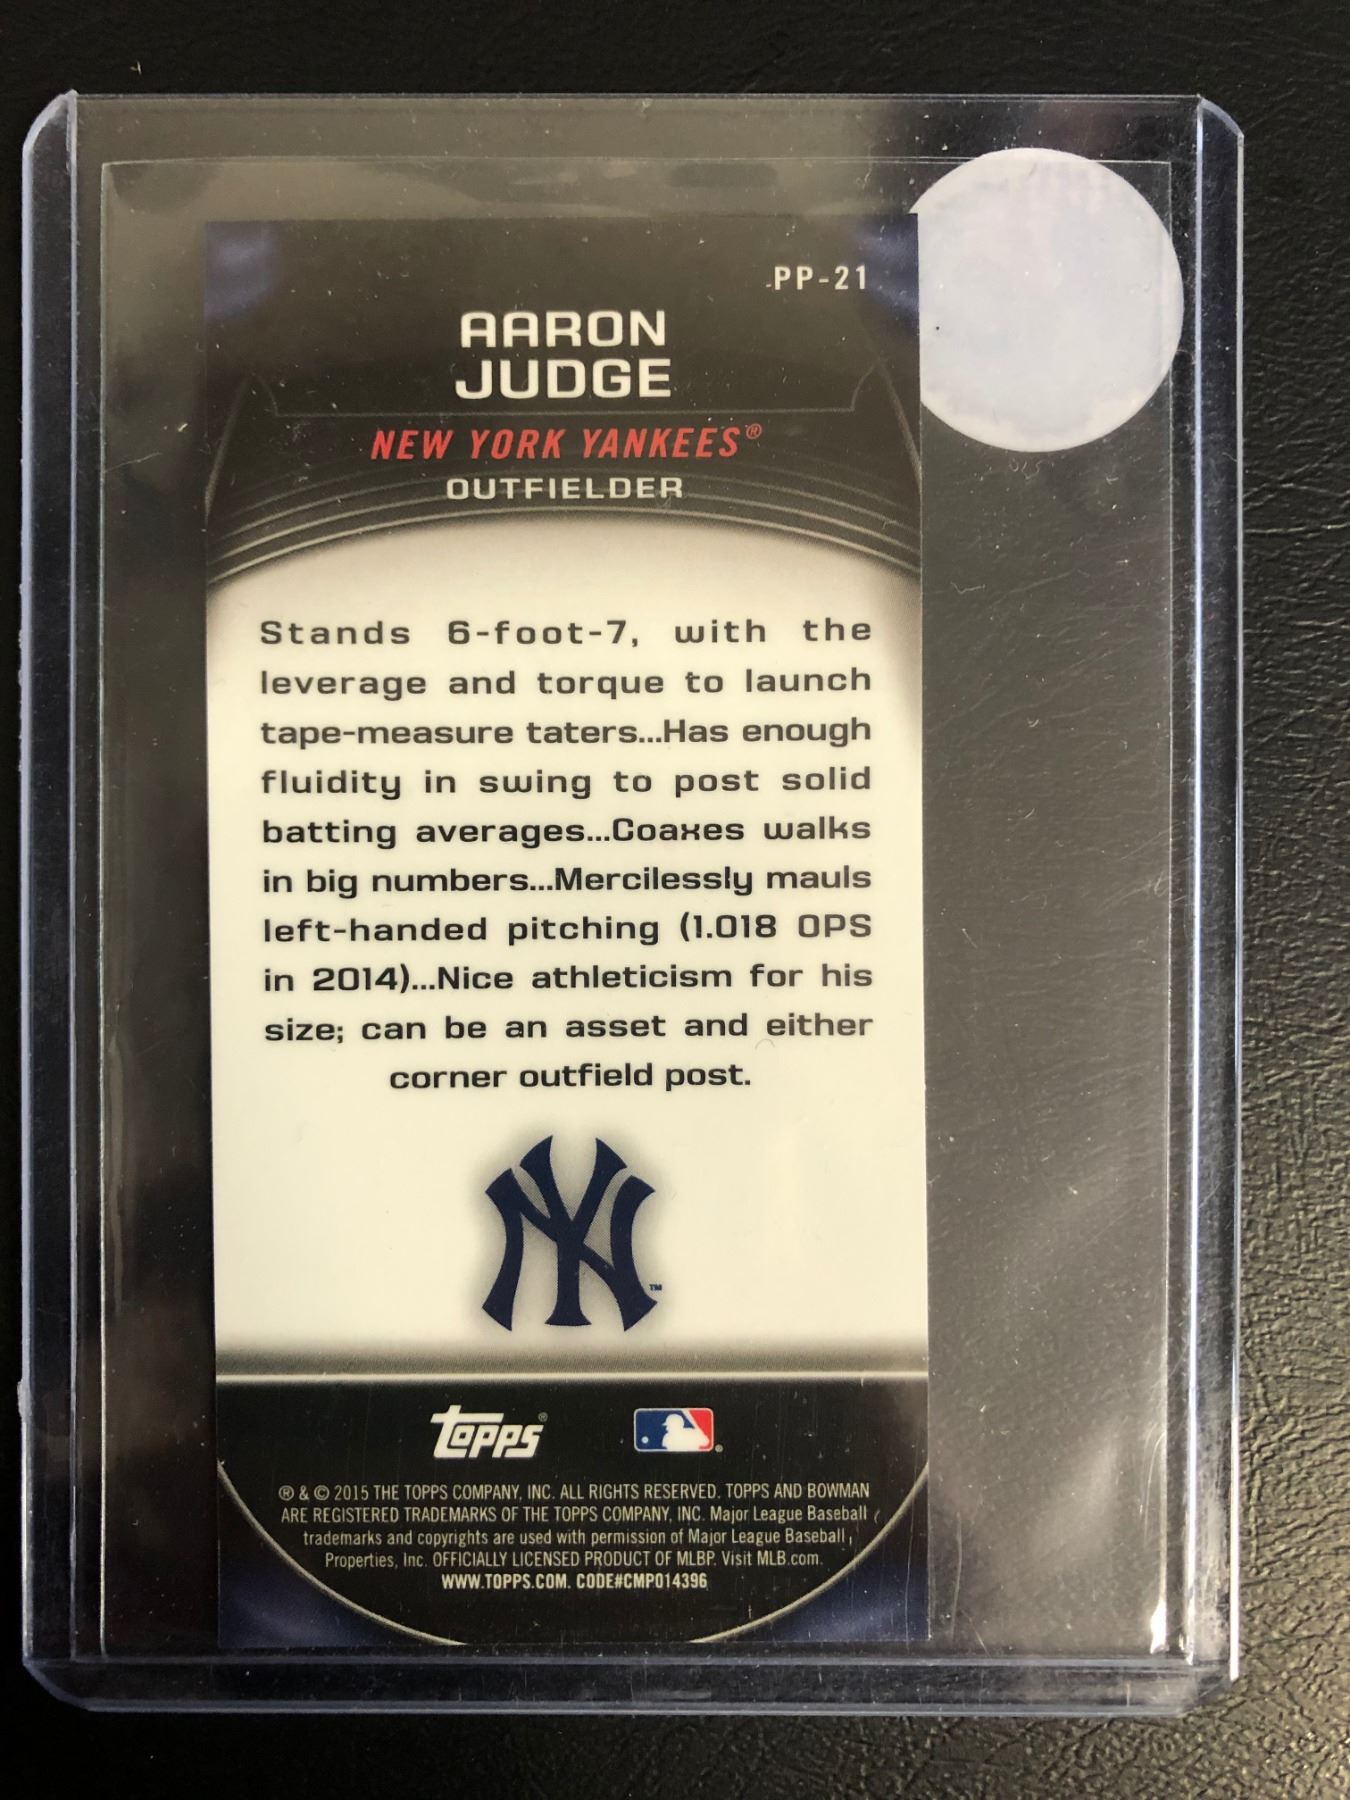 PP-21
AARON
JUDGE
NEW YORK YANKEES®
OUTFIELDER
Stands 6-foot-7, with the
leverage and torque to launch
tape-measure taters...Has enough
fluidity in swing to post solid
batting averages...Coaxes walks
in big numbers...Mercilessly mauls
left-handed pitching (1.018 OPS
in 2014)...Nice athleticism for his
size; can be an asset and either
corner outfield post.
NY™
Topps®
® & © 2015 THE TOPPS COMPANY, INC. ALL RIGHTS RESERVED. TOPPS AND BOWMAN
ARE REGISTERED TRADEMARKS OF THE TOPPS COMPANY, INC. Major League Baseball
trademarks and copyrights are used with permission of Major League Baseball
Properties, Inc. OFFICIALLY LICENSED PRODUCT OF MLBP. Visit MLB.com.
WWW.TOPPS.COM. CODE#CMP014396